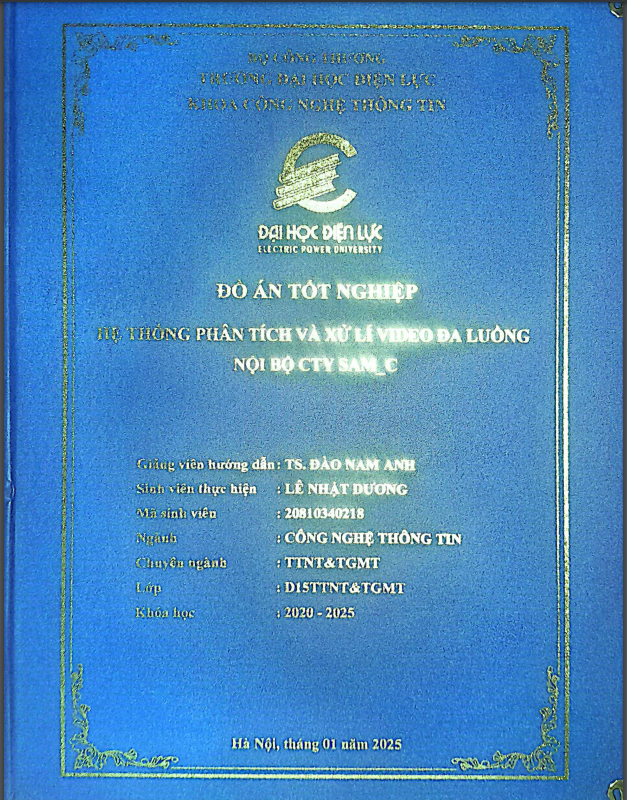 BỘ CÔNG THƯƠNG
TRƯỜNG ĐẠI HỌC ĐIỆN LỰC
KHOA CÔNG NGHỆ THÔNG TIN
ĐẠI HỌC ĐIỆN LỰC
ELECTRIC POWER UNIVERSITY
ĐỒ ÁN TỐT NGHIỆP
HỆ THỐNG PHÂN TÍCH VÀ XỬ LÍ VIDEO ĐA LUỒNG
NỘI BỘ CTY SAM_C
Giảng viên hướng dẫn : TS. ĐÀO NAM ANH
Sinh viên thực hiện : LÊ NHẬT DƯƠNG
Mã sinh viên : 20810340218
Ngành : CÔNG NGHỆ THÔNG TIN
Chuyên ngành : TTNT&TGMT
Lớp : D15TTNT&TGMT
Khóa học : 2020 - 2025
Hà Nội, tháng 01 năm 2025